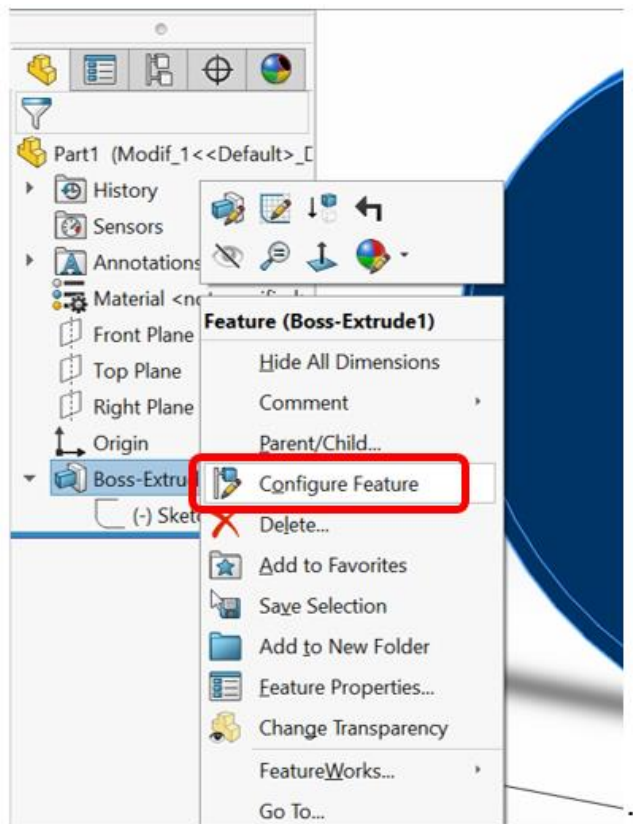 Part1 (Modif_1<<Default>_D
History
Sensors
Annotations
Material <no
Front Plane
Top Plane
Right Plane
Origin
Boss-Extru
(-) Sket
Feature (Boss-Extrude1)
Hide All Dimensions
Comment
Parent/Child...
Configure Feature
Delete...
Add to Favorites
Save Selection
Add to New Folder
Feature Properties...
Change Transparency
FeatureWorks...
Go To...